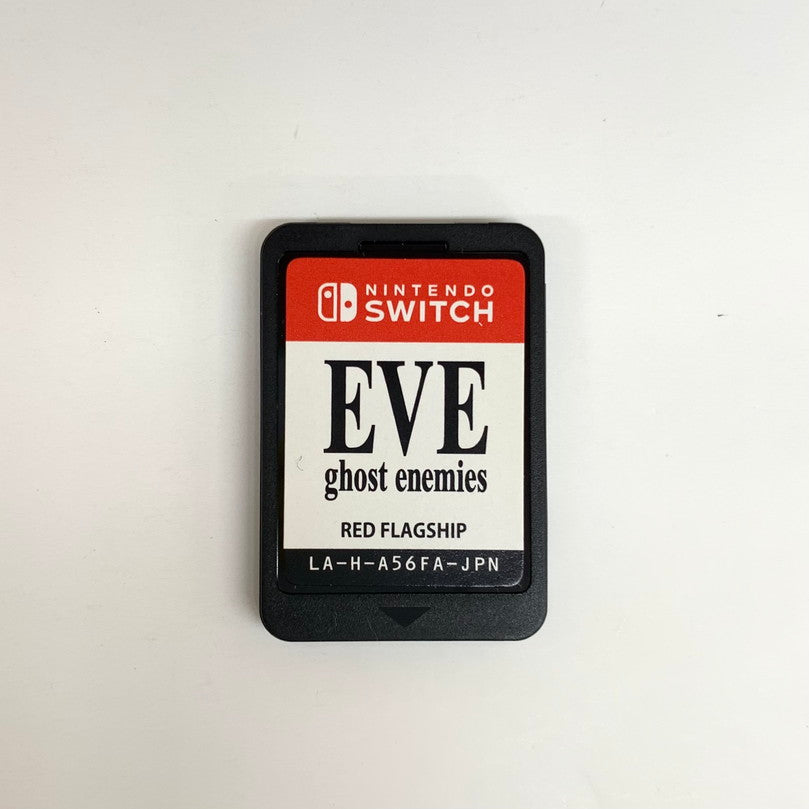 NINTENDO
SWITCH
EVE
ghost enemies
RED FLAGSHIP
LA-H-A56FA-JPN